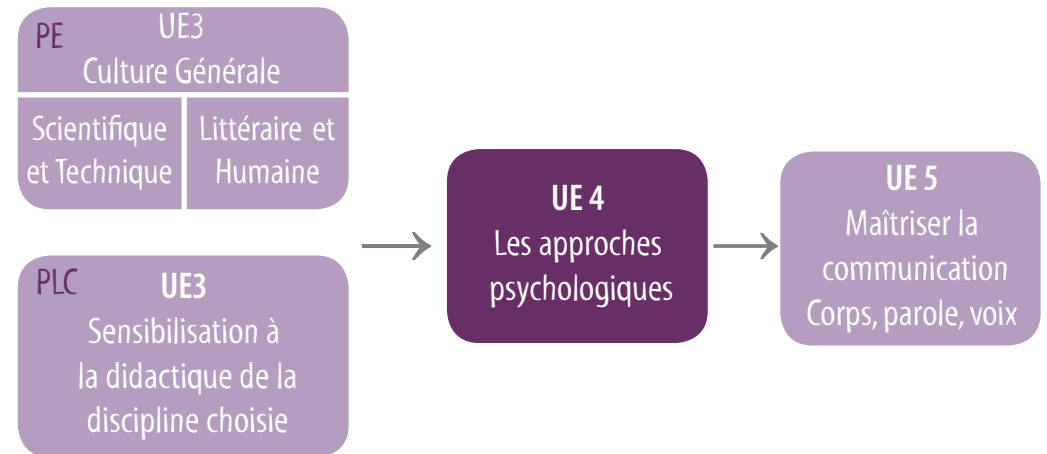 PE
UE3
Culture Générale
Scientifique
et Technique
Littéraire et
Humaine
PLC
UE3
Sensibilisation à
la didactique de la
discipline choisie
UE 4
Les approches
psychologiques
UE 5
Maîtriser la
communication
Corps, parole, voix